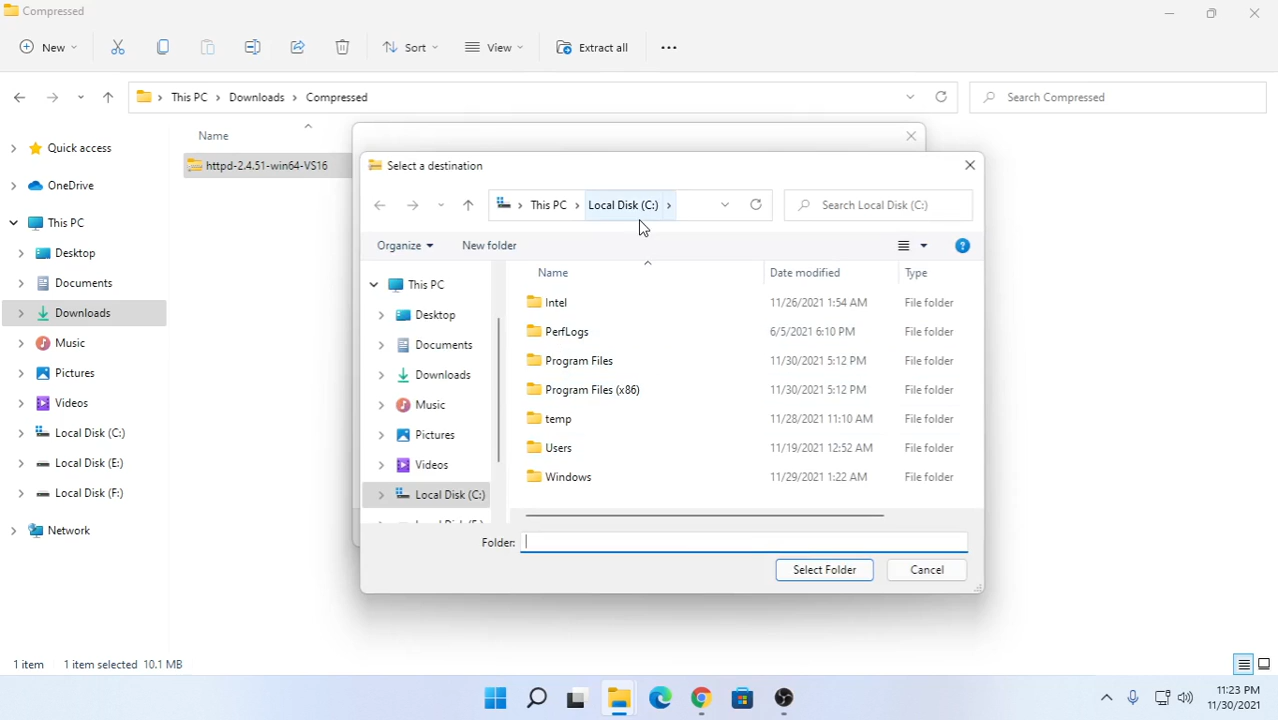 Compressed
New
Sort
View
Extract all
This PC
Downloads
Compressed
Search Compressed
Quick access
OneDrive
This PC
Desktop
Documents
Downloads
Music
Pictures
Videos
Local Disk (C:)
Local Disk (E:)
Local Disk (F:)
Network
Name
httpd-2.4.51-win64-VS16
Select a destination
This PC
Local Disk (C:)
Search Local Disk (C:)
Organize
New folder
This PC
Desktop
Documents
Downloads
Music
Pictures
Videos
Local Disk (C:)
Name Date modified Type
Intel 11/26/2021 1:54 AM File folder
PerfLogs 6/5/2021 6:10 PM File folder
Program Files 11/30/2021 5:12 PM File folder
Program Files (x86) 11/30/2021 5:12 PM File folder
temp 11/28/2021 11:10 AM File folder
Users 11/19/2021 12:52 AM File folder
Windows 11/29/2021 1:22 AM File folder
Folder:
Select Folder
Cancel
1 item 1 item selected 10.1 MB
11:23 PM
11/30/2021